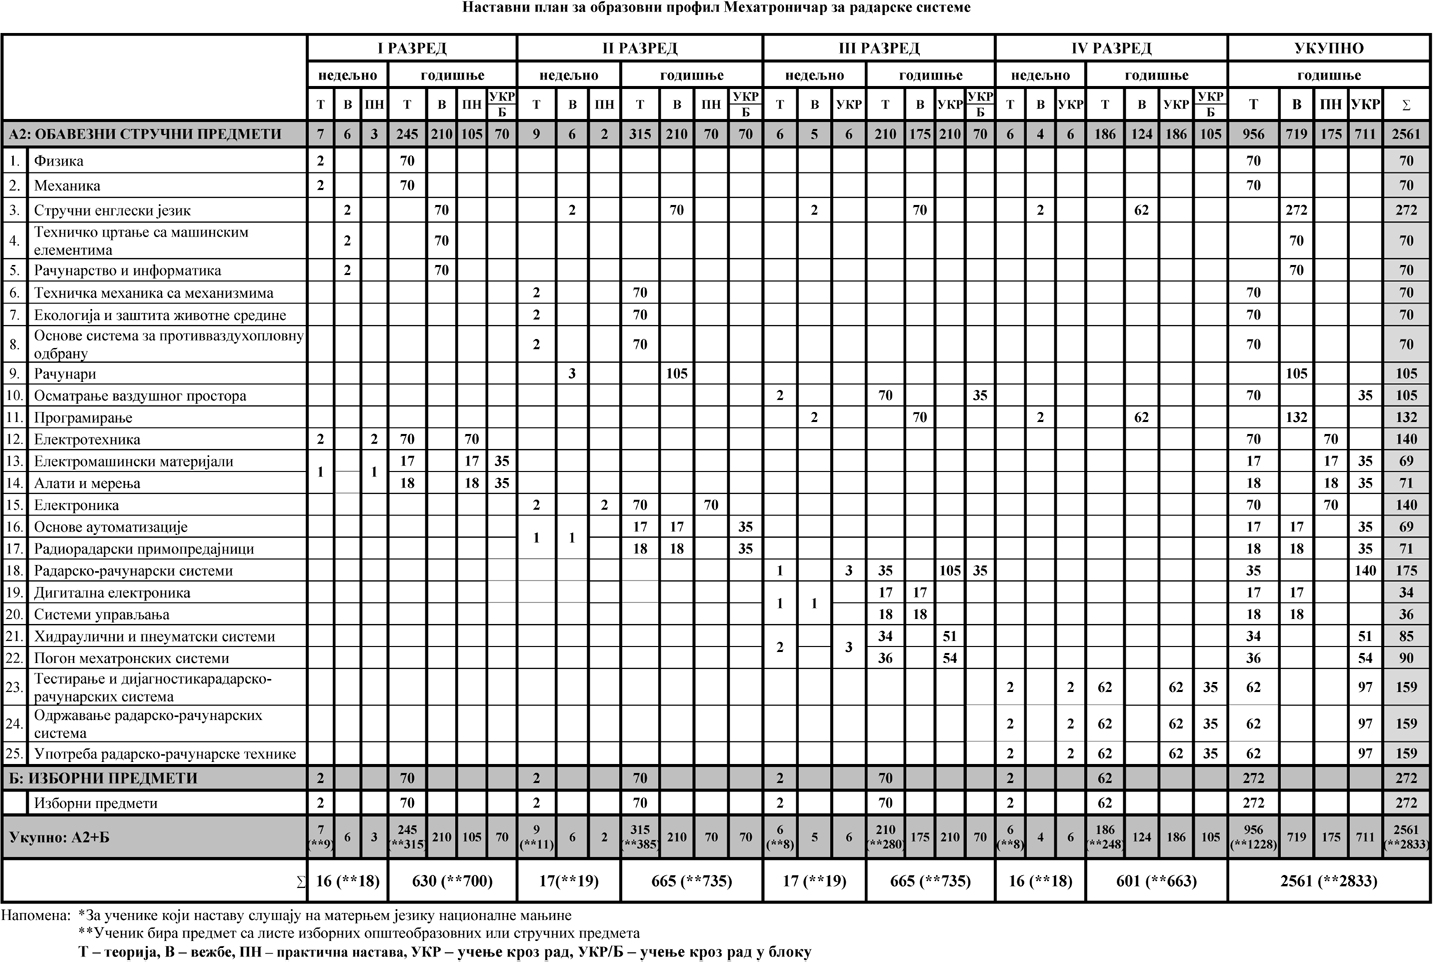 Наставни план за образовни профил Мехатроничар за радарске системе
I РАЗРЕД II РАЗРЕД III РАЗРЕД IV РАЗРЕД УКУПНО
недељно годишње недељно годишње недељно годишње недељно годишње годишње
Т В ПН Т В ПН УКР/Б Т В ПН Т В ПН УКР/Б Т В УКР Т В УКР УКР/Б Т В УКР Т В УКР УКР/Б Т В ПН УКР Σ
А2: ОБАВЕЗНИ СТРУЧНИ ПРЕДМЕТИ 7 6 3 245 210 105 70 9 6 2 315 210 70 70 6 5 6 210 175 210 70 6 4 6 186 124 186 105 956 719 175 711 2561
1. Физика 2 70 70 70
2. Механика 2 70 70 70
3. Стручни енглески језик 2 70 2 70 2 70 2 62 272 272
4. Техничко цртање са машинским
елементима 2 70 70 70
5. Рачунарство и информатика 2 70 70 70
6. Техничка механика са механизмима 2 70 70 70
7. Екологија и заштита животне средине 2 70 70 70
8. Основе система за противваздухопловну
одбрану 2 70 70 70
9. Рачунари 3 105 105 105
10. Осматрање ваздушног простора 2 70 35 70 35 105
11. Програмирање 2 70 2 62 132 132
12. Електротехника 2 2 70 70 70 70 140
13. Електромашински материјали 1 1 17 17 35 17 17 35 69
14. Алати и мерења 18 18 35 18 18 35 71
15. Електроника 2 2 70 70 70 70 140
16. Основе аутоматизације 1 1 17 17 35 17 17 35 69
17. Радиорадарски примопредајници 18 18 35 18 18 35 71
18. Радарско-рачунарски системи 1 3 35 105 35 35 140 175
19. Дигитална електроника 1 1 17 17 17 17 34
20. Системи управљања 18 18 18 18 36
21. Хидраулични и пнеуматски системи 2 3 34 51 34 51 85
22. Погон мехатронских системи 36 54 36 54 90
23. Тестирање и дијагностикарадарско-
рачунарских система 2 2 62 62 35 62 97 159
24. Одржавање радарско-рачунарских
система 2 2 62 62 35 62 97 159
25. Употреба радарско-рачунарске технике 2 2 62 62 35 62 97 159
Б: ИЗБОРНИ ПРЕДМЕТИ 2 70 2 70 2 70 2 62 272 272
Изборни предмети 2 70 2 70 2 70 2 62 272 272
Укупно: А2+Б 7 (**9) 6 3 245 (**315) 210 105 70 9 (**11) 6 2 315 (**385) 210 70 70 6 (**8) 5 6 210 (**280) 175 210 70 6 (**8) 4 6 186 (**248) 124 186 105 956 (**1228) 719 175 711 2561 (**2833)
Σ 16 (**18) 630 (**700) 17(**19) 665 (**735) 17 (**19) 665 (**735) 16 (**18) 601 (**663) 2561 (**2833)
Напомена: *За ученике који наставу слушају на матерњем језику националне мањине
**Ученик бира предмет са листе изборних општеобразовних или стручних предмета
Т – теорија, В – вежбе, ПН – практична настава, УКР – учење кроз рад, УКР/Б – учење кроз рад у блоку